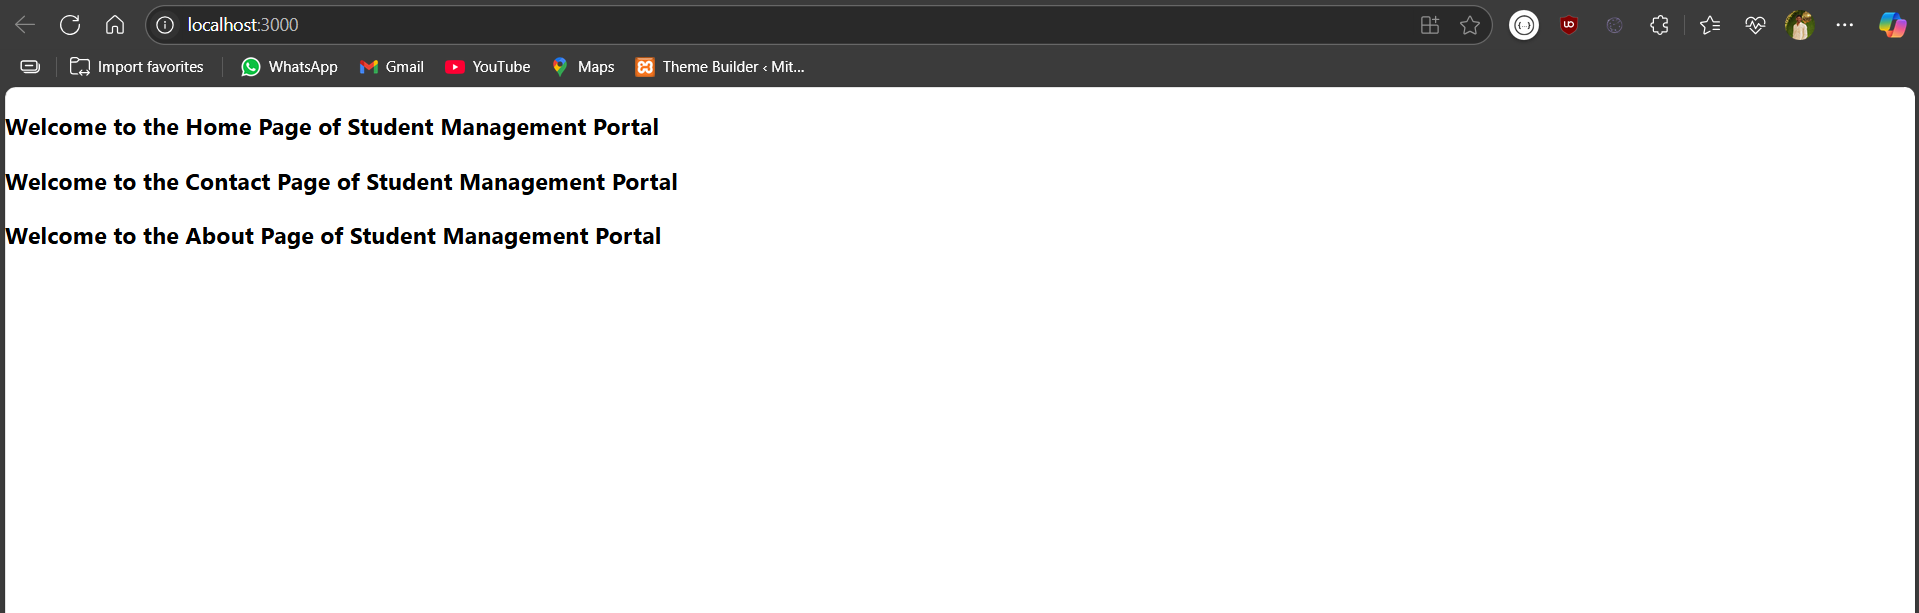 localhost:3000
Import favorites WhatsApp Gmail YouTube Maps Theme Builder ‹ Mit...
Welcome to the Home Page of Student Management Portal
Welcome to the Contact Page of Student Management Portal
Welcome to the About Page of Student Management Portal